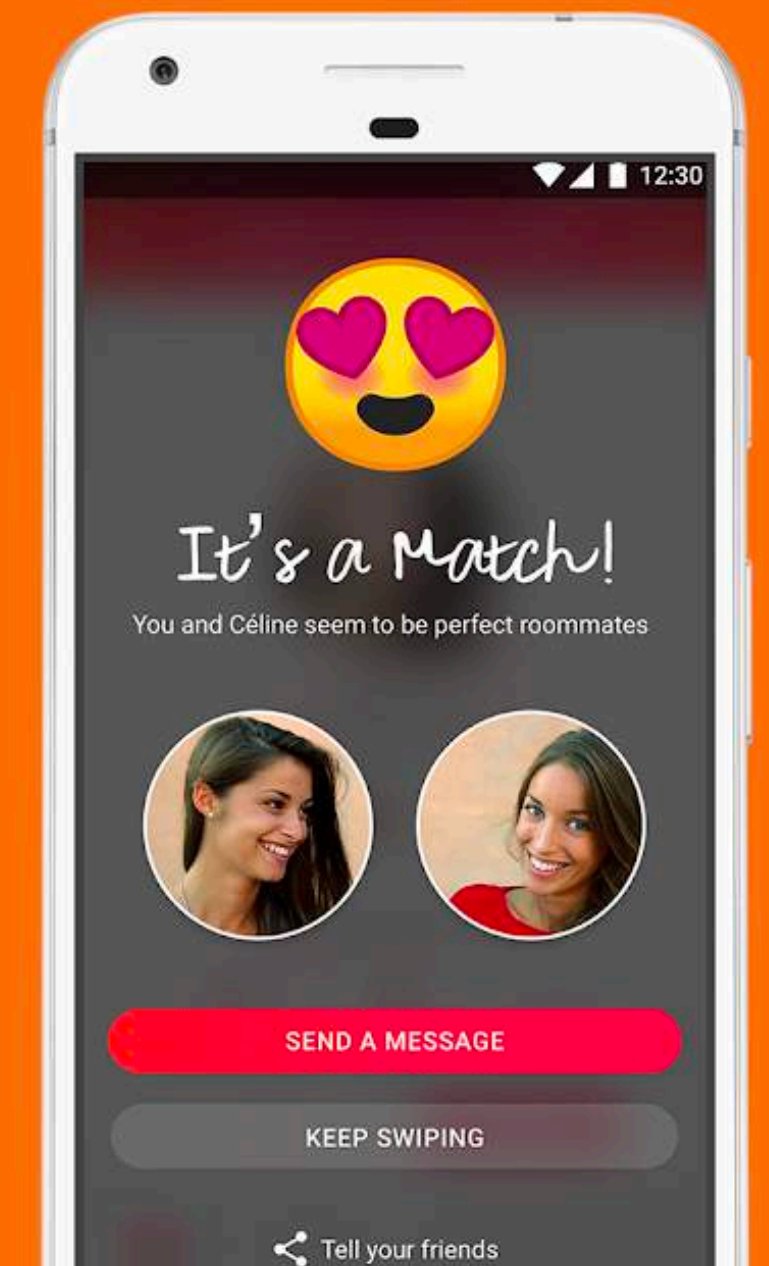 12:30
It's a Match!
You and Céline seem to be perfect roommates
SEND A MESSAGE
KEEP SWIPING
Tell your friends